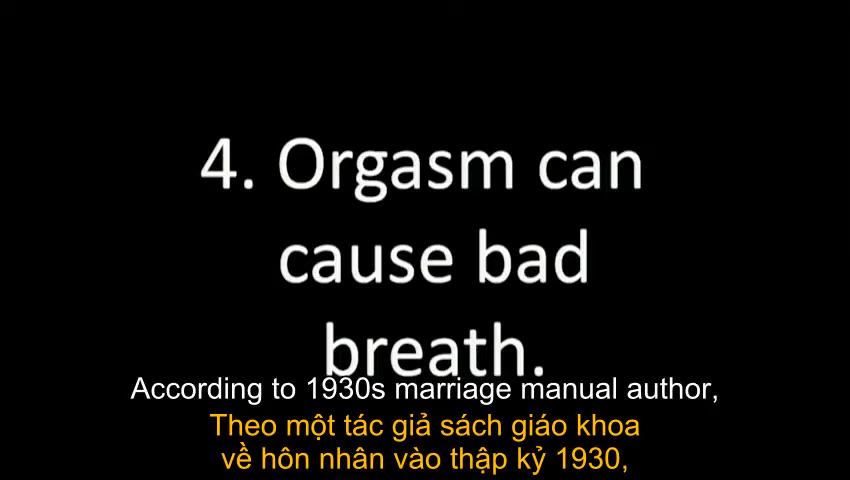 4. Orgasm can
cause bad
breath.
According to 1930s marriage manual author,
Theo một tác giả sách giáo khoa
về hôn nhân vào thập kỷ 1930,